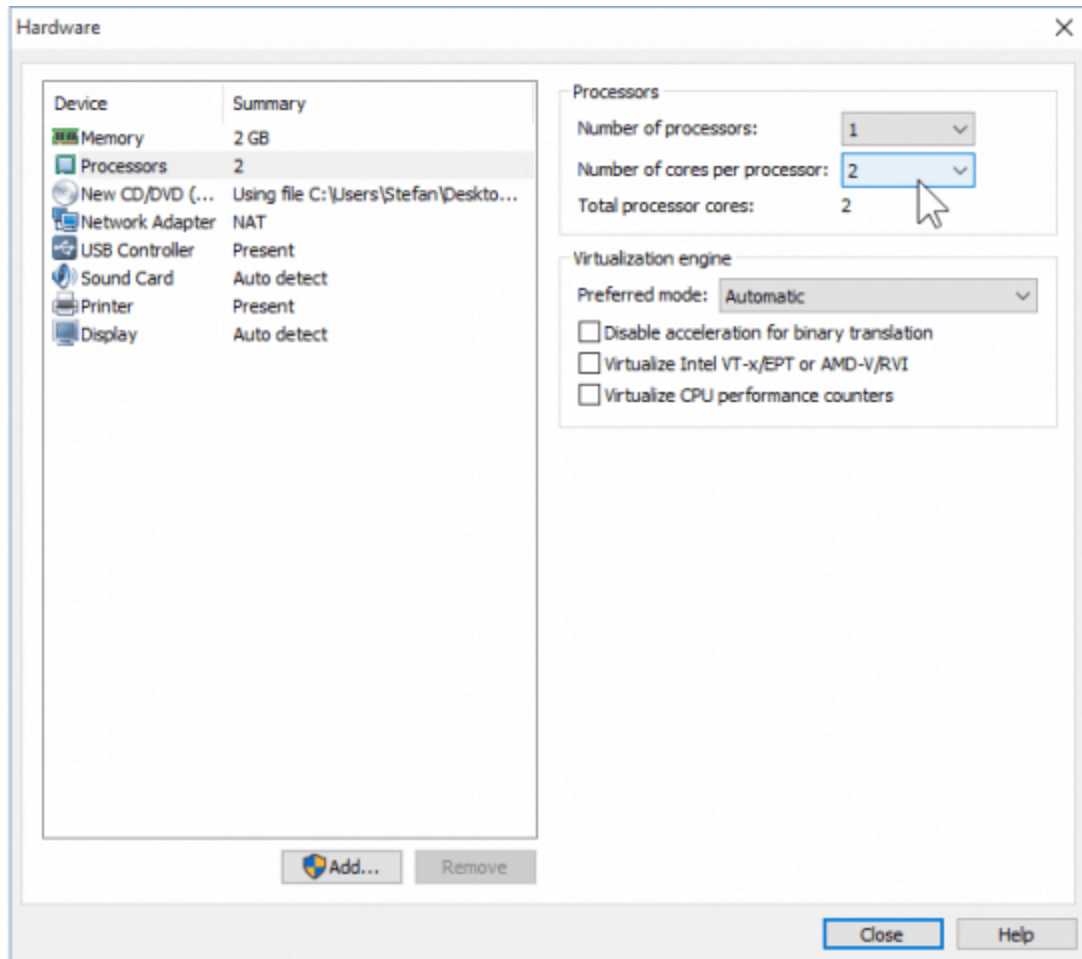 Hardware
Device Summary
Memory 2 GB
Processors 2
New CD/DVD (... Using file C:\Users\Stefan\Deskto...
Network Adapter NAT
USB Controller Present
Sound Card Auto detect
Printer Present
Display Auto detect
Add... Remove
Processors
Number of processors: 1
Number of cores per processor: 2
Total processor cores: 2
Virtualization engine
Preferred mode: Automatic
Disable acceleration for binary translation
Virtualize Intel VT-x/EPT or AMD-V/RVI
Virtualize CPU performance counters
Close Help